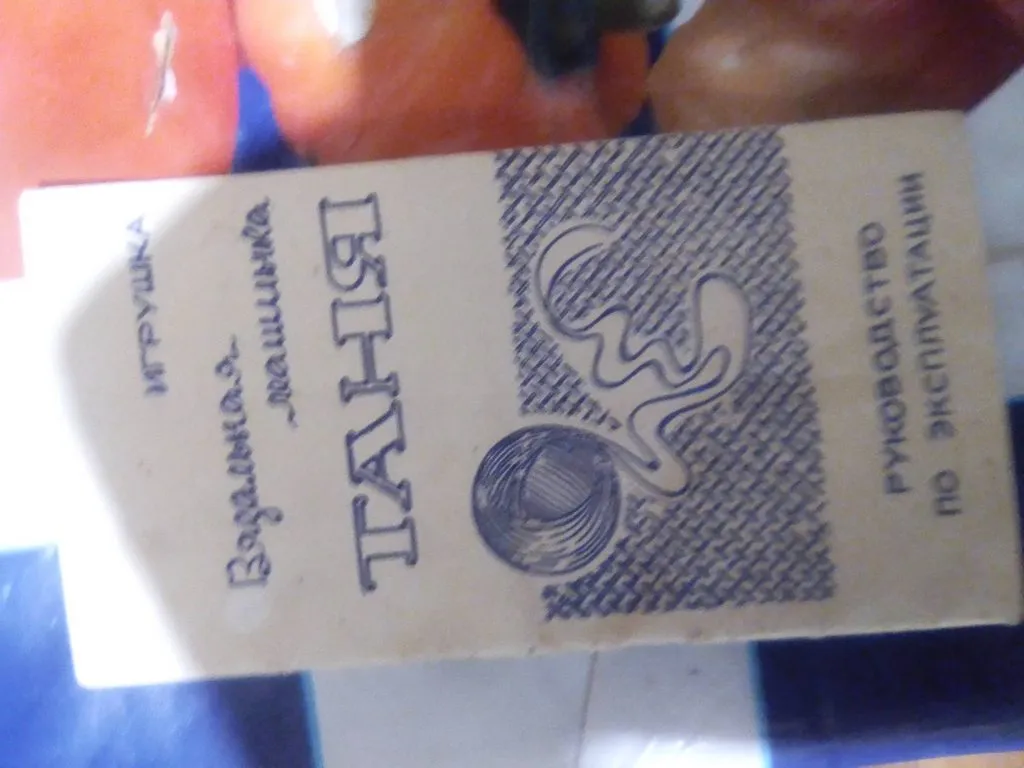 ИГРУШКА
Вязальная
машинка
ТАНЯ
РУКОВОДСТВО
ПО ЭКСПЛУАТАЦИИ